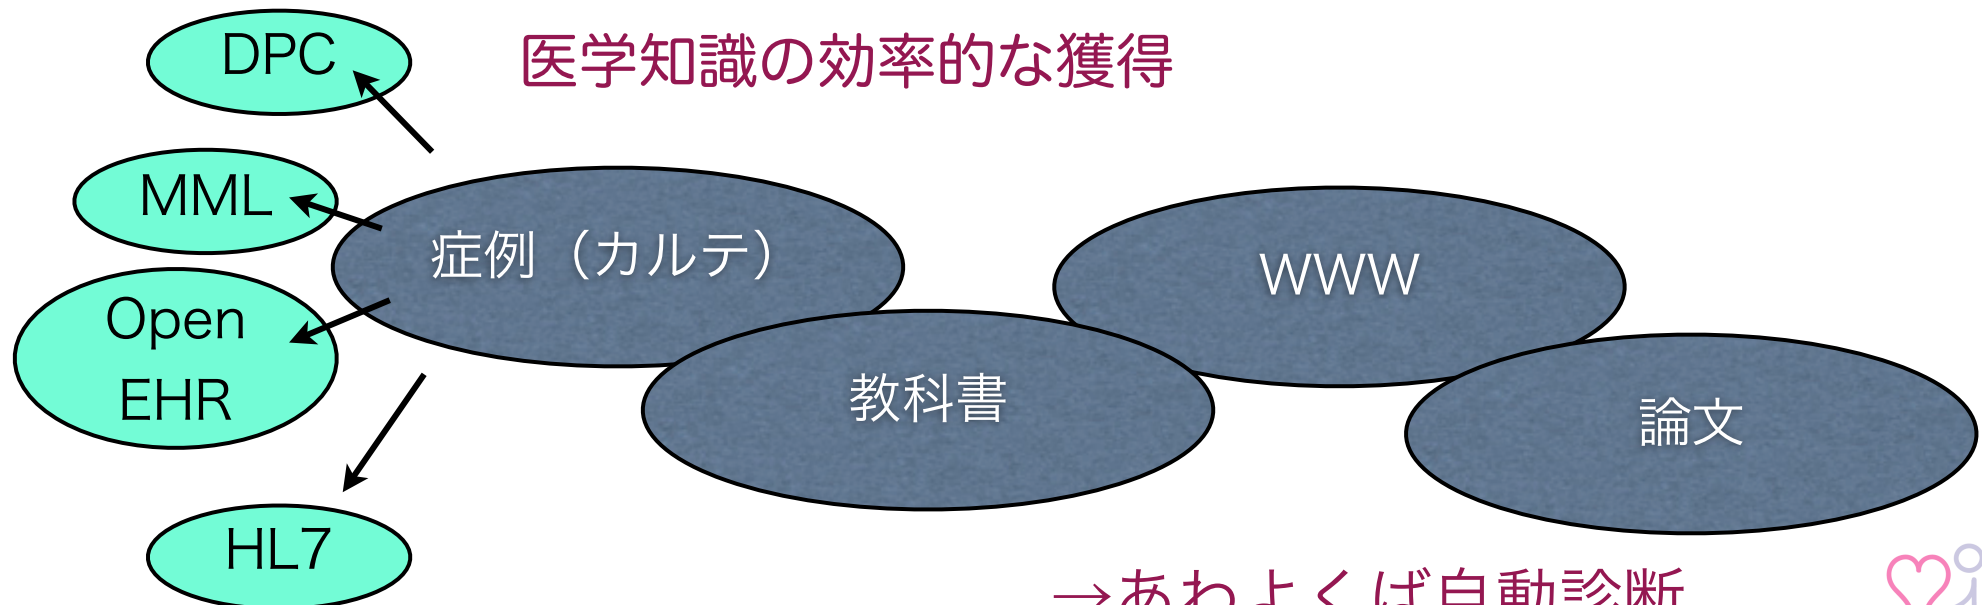 DPC
医学知識の効率的な獲得
MML
症例（カルテ）
WWW
Open
EHR
教科書
論文
HL7
→あわよくば自動診断